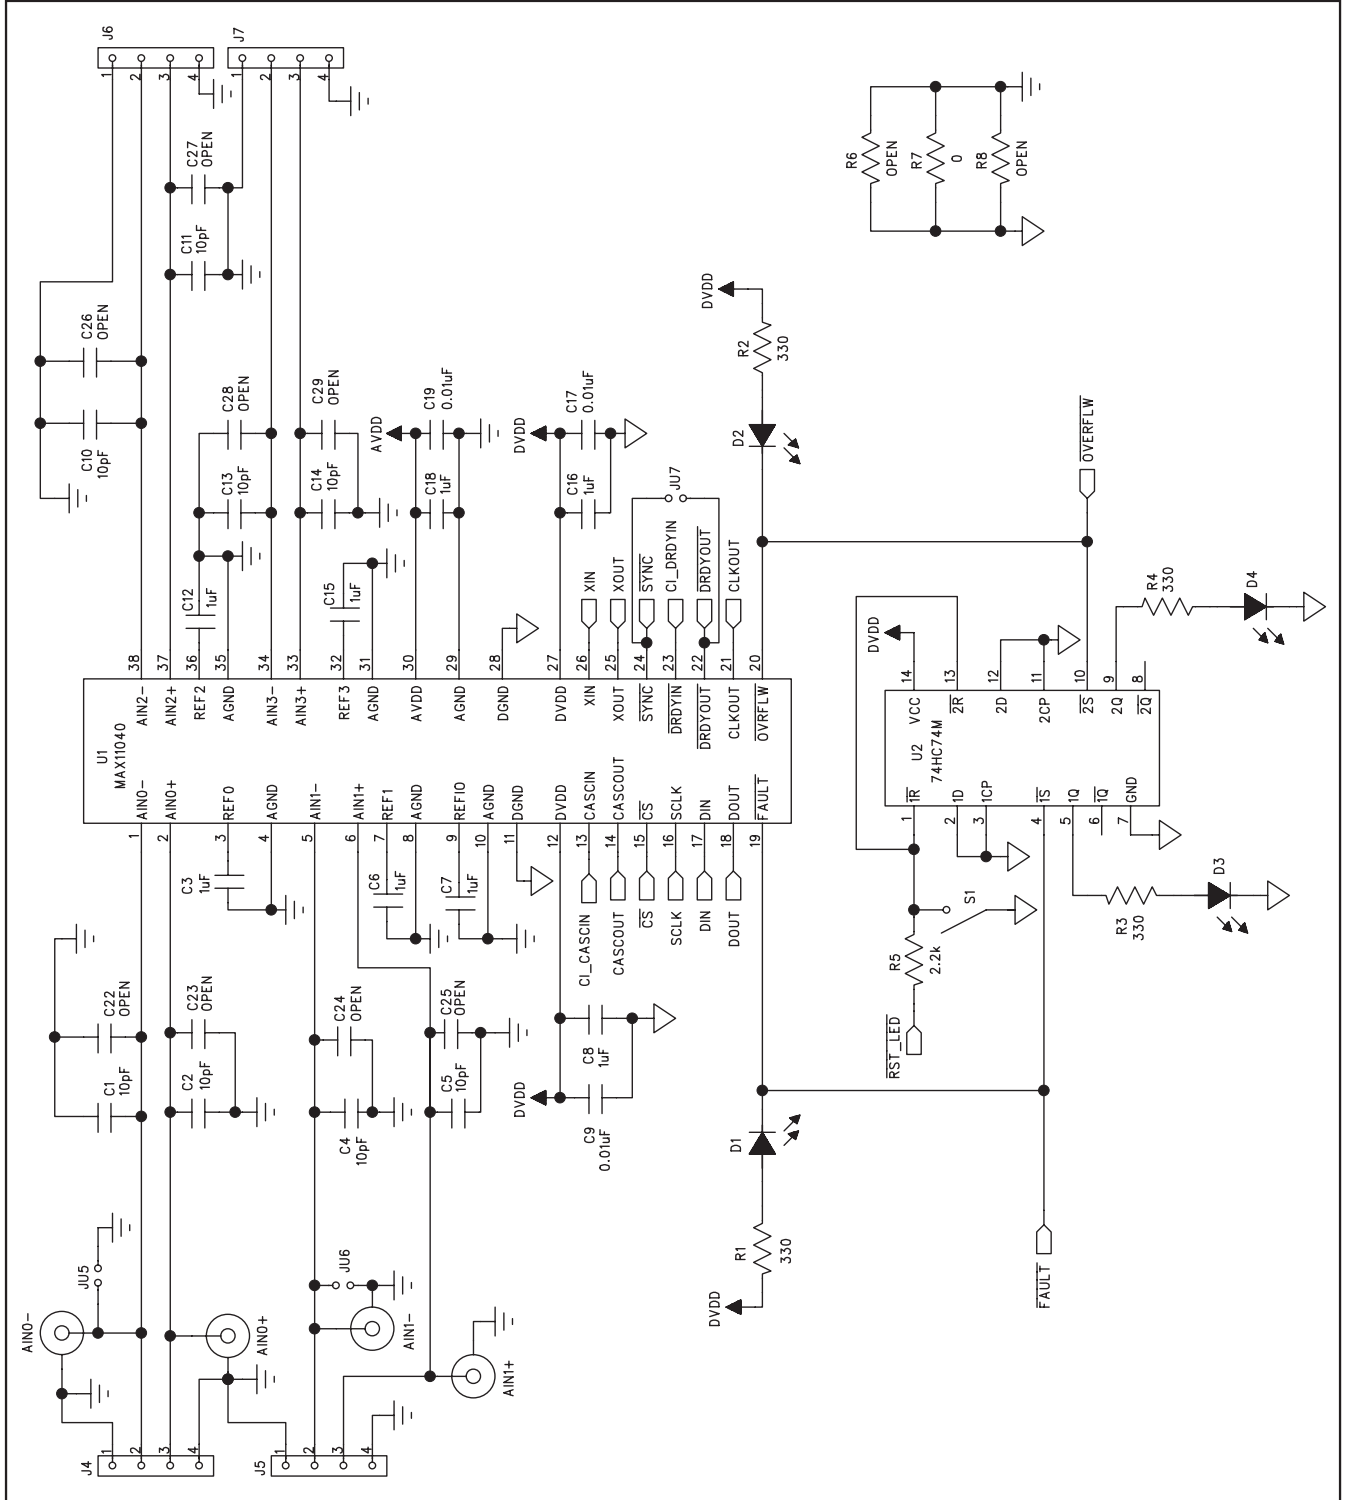 J6
1
2
3
4
J7
1
2
3
4
C27
OPEN
C11
10pF
C26
OPEN
C10
10pF
C28
OPEN
C13
10pF
C29
OPEN
C14
10pF
C12
1uF
C15
1uF
AVDD
C19
0.01uF
C18
1uF
DVDD
C17
0.01uF
C16
1uF
JU7
XIN
XOUT
SYNC
CI_DRDYIN
DRDYOUT
CLKOUT
R6
OPEN
R7
0
R8
OPEN
DVDD
R2
330
D2
OVERFLW
38
37
36
35
34
33
32
31
30
29
28
27
26
25
24
23
22
21
20
AIN2-
AIN2+
REF2
AGND
AIN3-
AIN3+
REF3
AGND
AVDD
AGND
DGND
DVDD
XIN
XOUT
SYNC
DRDYIN
DRDYOUT
CLKOUT
OVRFLW
U1
MAX11040
AIN0-
AIN0+
REF0
AGND
AIN1-
AIN1+
REF1
AGND
REFIO
AGND
DGND
DVDD
CASCIN
CASCOUT
CS
SCLK
DIN
DOUT
FAULT
1
2
3
4
5
6
7
8
9
10
11
12
13
14
15
16
17
18
19
C3
1uF
C6
1uF
C7
1uF
CI_CASCIN
CASCOUT
CS
SCLK
DIN
DOUT
C22
OPEN
C1
10pF
C23
OPEN
C2
10pF
C24
OPEN
C4
10pF
C25
OPEN
C5
10pF
DVDD
C8
1uF
C9
0.01uF
DVDD
14
13
12
11
10
9
8
VCC
2R
2D
2CP
2S
2Q
2Q
U2
74HC74M
1R
1D
1CP
1S
1Q
1Q
GND
1
2
3
4
5
6
7
R4
330
D4
S1
R5
2.2k
RST_LED
R3
330
D3
D1
R1
330
DVDD
FAULT
AIN0-
JU5
AIN0+
JU6
AIN1-
AIN1+
J4
1
2
3
4
J5
1
2
3
4